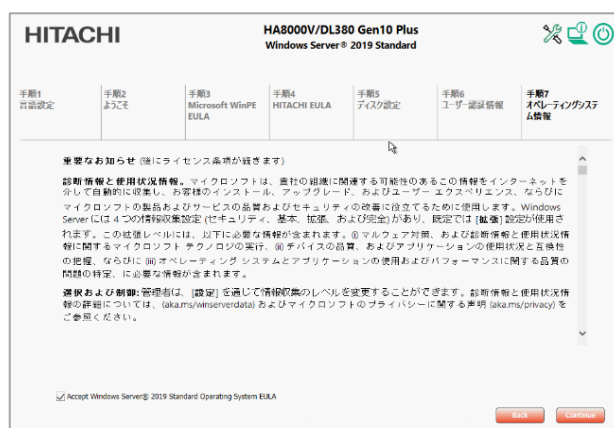 HITACHI
HA8000V/DL380 Gen10 Plus
Windows Server® 2019 Standard
手順1
言語設定
手順2
ようこそ
手順3
Microsoft WinPE
EULA
手順4
HITACHI EULA
手順5
ディスク設定
手順6
ユーザー認証情報
手順7
オペレーティングシステ
ム情報
重要なお知らせ (後にライセンス条項が続きます)
診断情報と使用状況情報。マイクロソフトは、貴社の組織に関連する可能性のあるこの情報をインターネットを
介して自動的に収集し、お客様のインストール、アップグレード、およびユーザー エクスペリエンス、ならびに
マイクロソフトの製品およびサービスの品質およびセキュリティの改善に役立てるために使用します。Windows
Server には 4 つの情報収集設定 (セキュリティ、基本、拡張、および完全) があり、既定では [拡張] 設定が使用さ
れます。この拡張レベルには、以下に必要な情報が含まれます。(i) マルウェア対策、および診断情報と使用状況情
報に関するマイクロソフト テクノロジの実行、(ii) デバイスの品質、およびアプリケーションの使用状況と互換性
の把握、ならびに (iii) オペレーティング システムとアプリケーションの使用およびパフォーマンスに関する品質の
問題の特定、に必要な情報が含まれます。
選択および制御: 管理者は、[設定] を通じて情報収集のレベルを変更することができます。診断情報と使用状況情
報の詳細については、(aka.ms/winserverdata) およびマイクロソフトのプライバシーに関する声明 (aka.ms/privacy) を
ご参照ください。
Accept Windows Server® 2019 Standard Operating System EULA
Back
Continue